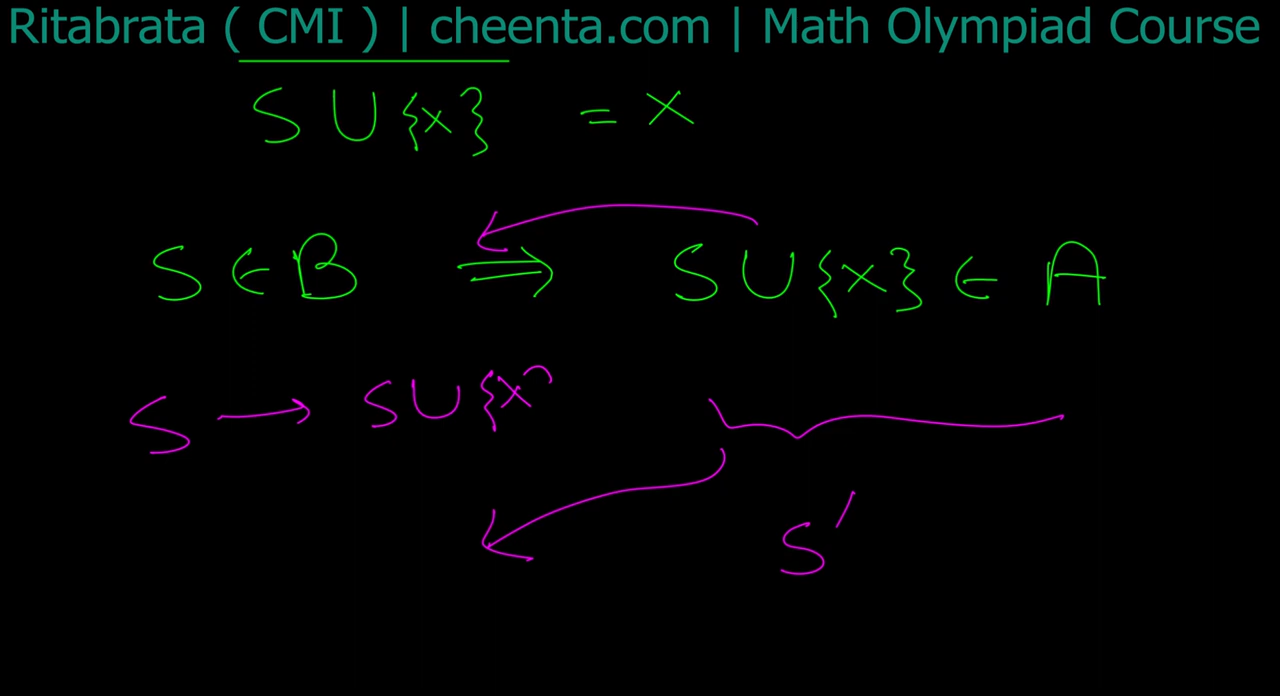 Ritabrata ( CMI ) | cheenta.com | Math Olympiad Course
S ∪ {x} = x
S ∈ B ⟹ S ∪ {x} ∈ A
S → S ∪ {x}
S'